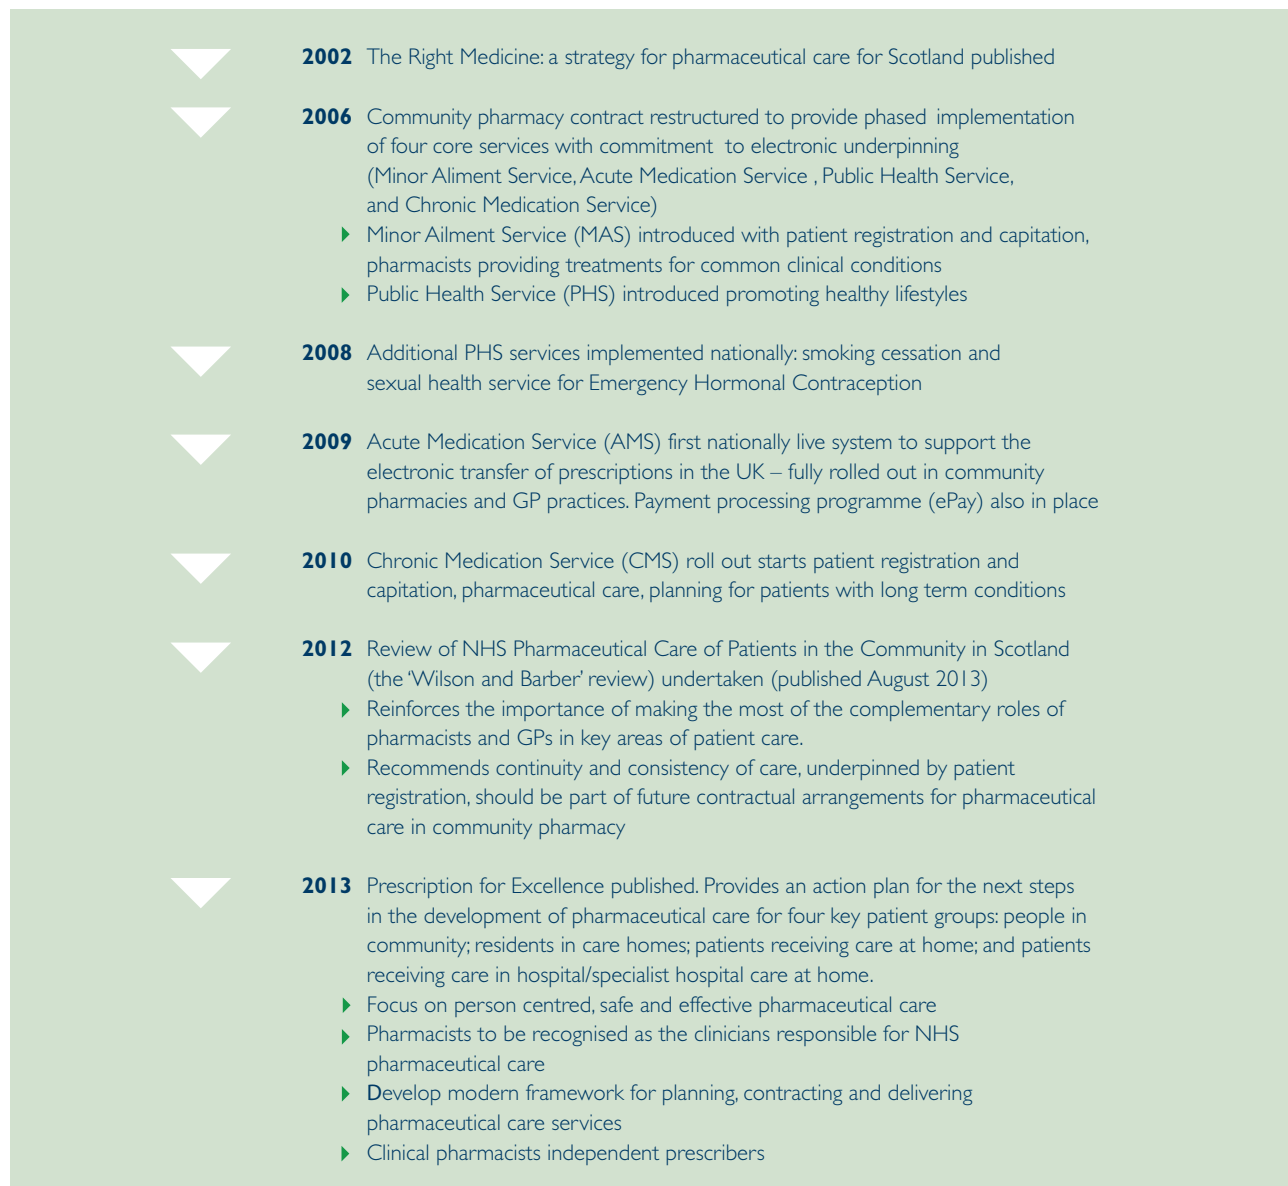 2002 The Right Medicine: a strategy for pharmaceutical care for Scotland published
2006 Community pharmacy contract restructured to provide phased implementation
of four core services with commitment to electronic underpinning
(Minor Aliment Service, Acute Medication Service , Public Health Service,
and Chronic Medication Service)
Minor Ailment Service (MAS) introduced with patient registration and capitation,
pharmacists providing treatments for common clinical conditions
Public Health Service (PHS) introduced promoting healthy lifestyles
2008 Additional PHS services implemented nationally: smoking cessation and
sexual health service for Emergency Hormonal Contraception
2009 Acute Medication Service (AMS) first nationally live system to support the
electronic transfer of prescriptions in the UK – fully rolled out in community
pharmacies and GP practices. Payment processing programme (ePay) also in place
2010 Chronic Medication Service (CMS) roll out starts patient registration and
capitation, pharmaceutical care, planning for patients with long term conditions
2012 Review of NHS Pharmaceutical Care of Patients in the Community in Scotland
(the ‘Wilson and Barber’ review) undertaken (published August 2013)
Reinforces the importance of making the most of the complementary roles of
pharmacists and GPs in key areas of patient care.
Recommends continuity and consistency of care, underpinned by patient
registration, should be part of future contractual arrangements for pharmaceutical
care in community pharmacy
2013 Prescription for Excellence published. Provides an action plan for the next steps
in the development of pharmaceutical care for four key patient groups: people in
community; residents in care homes; patients receiving care at home; and patients
receiving care in hospital/specialist hospital care at home.
Focus on person centred, safe and effective pharmaceutical care
Pharmacists to be recognised as the clinicians responsible for NHS
pharmaceutical care
Develop modern framework for planning, contracting and delivering
pharmaceutical care services
Clinical pharmacists independent prescribers